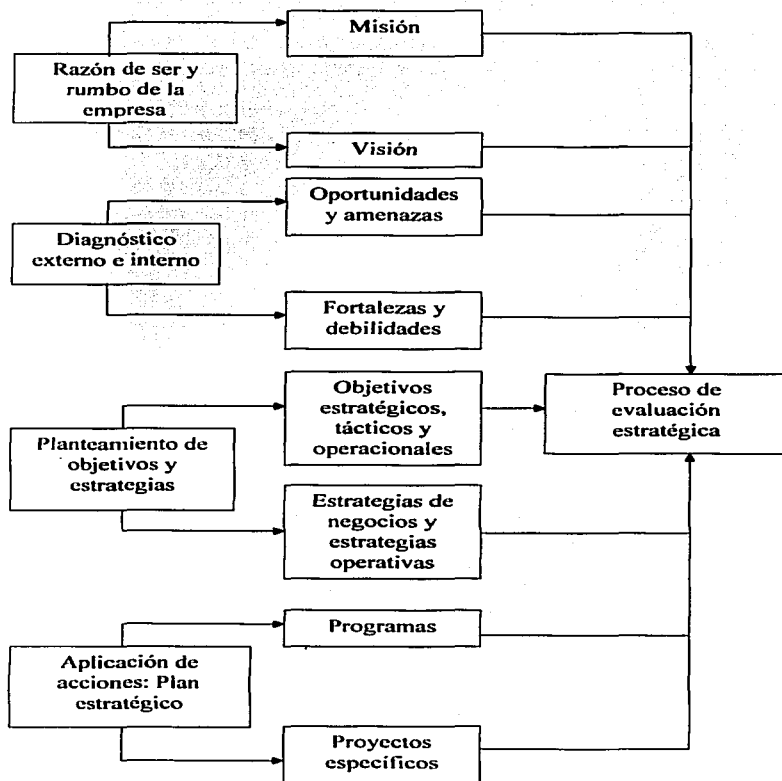 Misión
Razón de ser y
rumbo de la
empresa
Visión
Oportunidades
y amenazas
Diagnóstico
externo e interno
Fortalezas y
debilidades
Objetivos
estratégicos,
tácticos y
operacionales
Proceso de
evaluación
estratégica
Planteamiento de
objetivos y
estrategias
Estrategias de
negocios y
estrategias
operativas
Programas
Aplicación de
acciones: Plan
estratégico
Proyectos
específicos